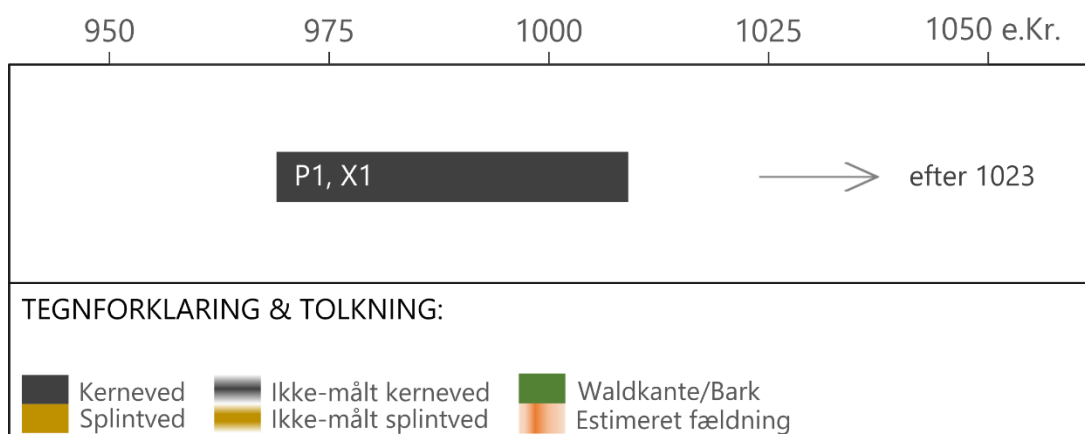 950 975 1000 1025 1050 e.Kr.
P1, X1 efter 1023
TEGNFORKLARING & TOLKNING:
Kerneved Ikke-målt kerneved Waldkante/Bark
Splintved Ikke-målt splintved Estimeret fældning